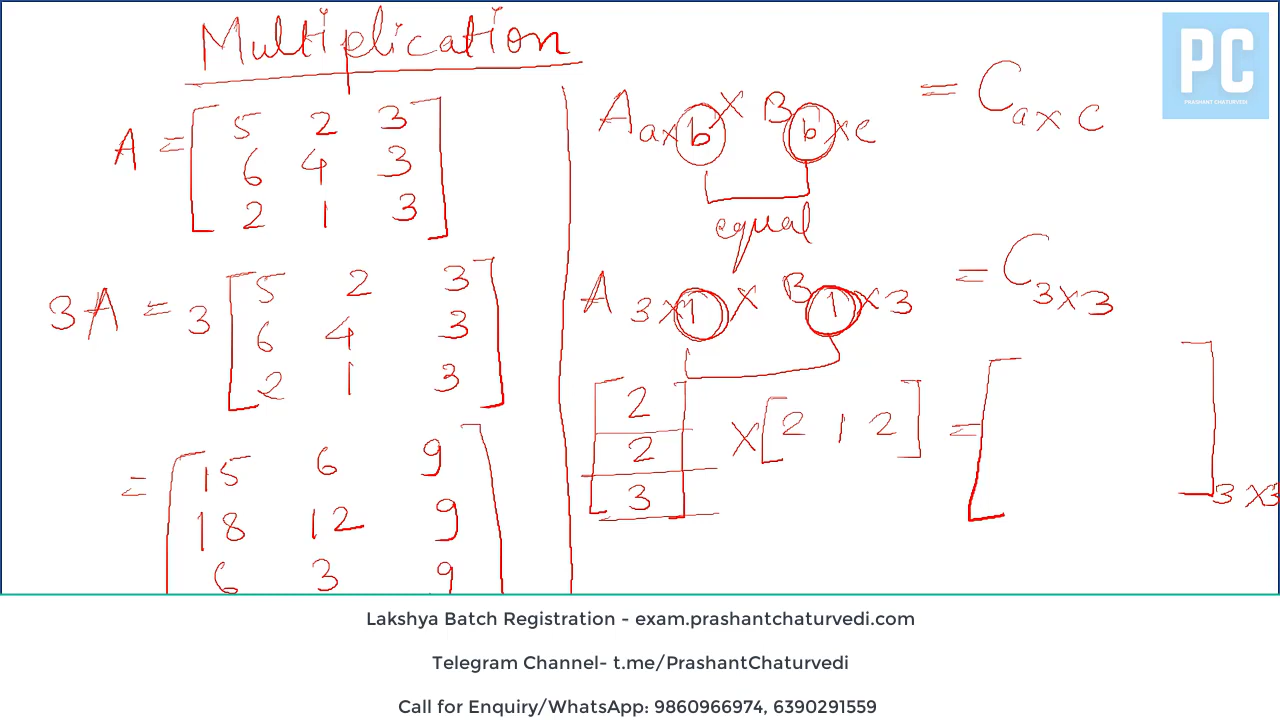 Multiplication
PC
PRASHANT CHATURVEDI
A = [ 5 2 3
6 4 3
2 1 3 ]
3A = 3 [ 5 2 3
6 4 3
2 1 3 ]
= [ 15 6 9
18 12 9
6 3 9
A a×b × B b×c = C a×c
equal
A 3×1 × B 1×3 = C 3×3
[ 2
2
3 ] × [ 2 1 2 ] = [ ] 3×3
Lakshya Batch Registration - exam.prashantchaturvedi.com
Telegram Channel- t.me/PrashantChaturvedi
Call for Enquiry/WhatsApp: 9860966974, 6390291559